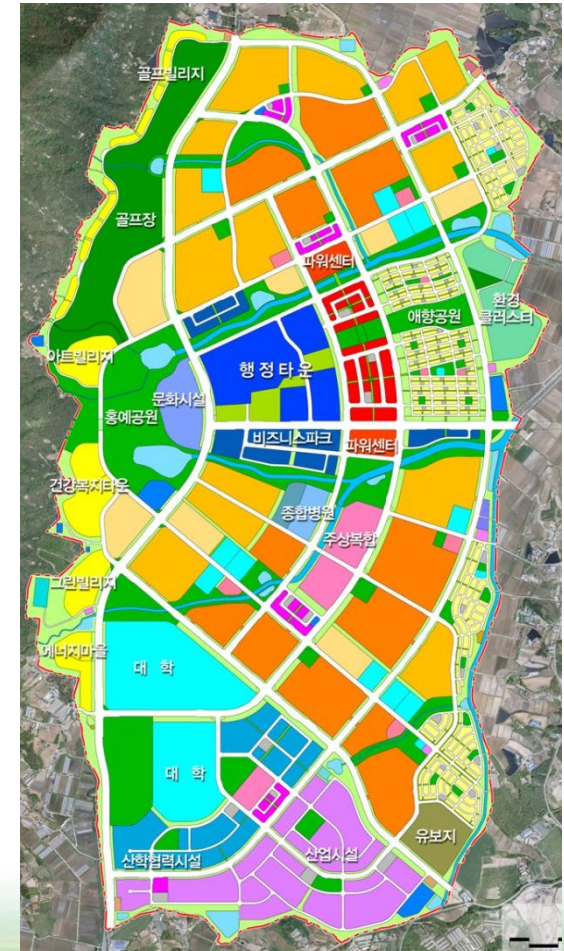 골프빌리지
골프장
파워센터
환경
클러스터
애향공원
아트빌리지
행정타운
문화시설
홍예공원
비즈니스파크
파워센터
건강복지타운
종합병원
주상복합
그린빌리지
에너지마을
대 학
대 학
유보지
산학협력시설
산업시설